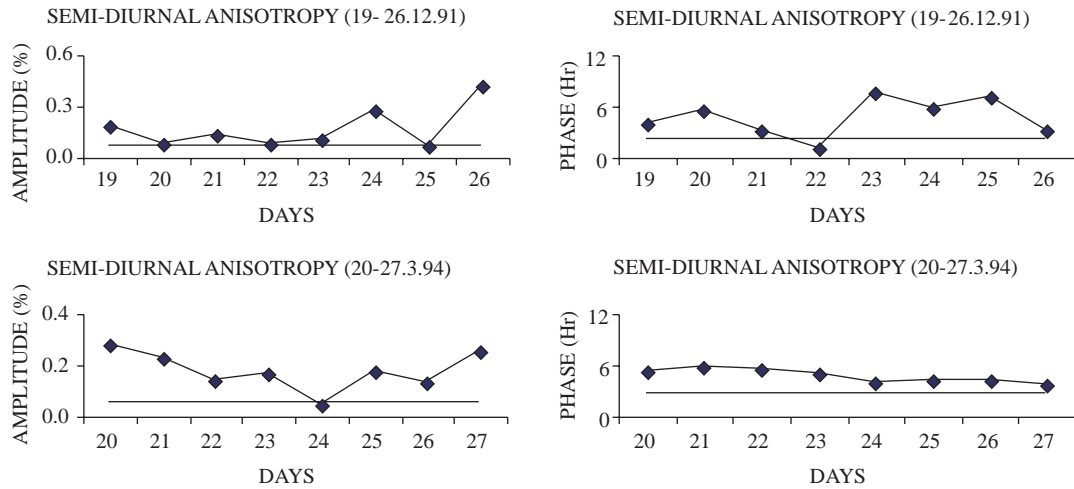 SEMI-DIURNAL ANISOTROPY (19-26.12.91)
AMPLITUDE (%)
0.6
0.3
0.0
19 20 21 22 23 24 25 26
DAYS
SEMI-DIURNAL ANISOTROPY (19-26.12.91)
PHASE (Hr)
12
6
0
19 20 21 22 23 24 25 26
DAYS
SEMI-DIURNAL ANISOTROPY (20-27.3.94)
AMPLITUDE (%)
0.4
0.2
0.0
20 21 22 23 24 25 26 27
DAYS
SEMI-DIURNAL ANISOTROPY (20-27.3.94)
PHASE (Hr)
12
6
0
20 21 22 23 24 25 26 27
DAYS